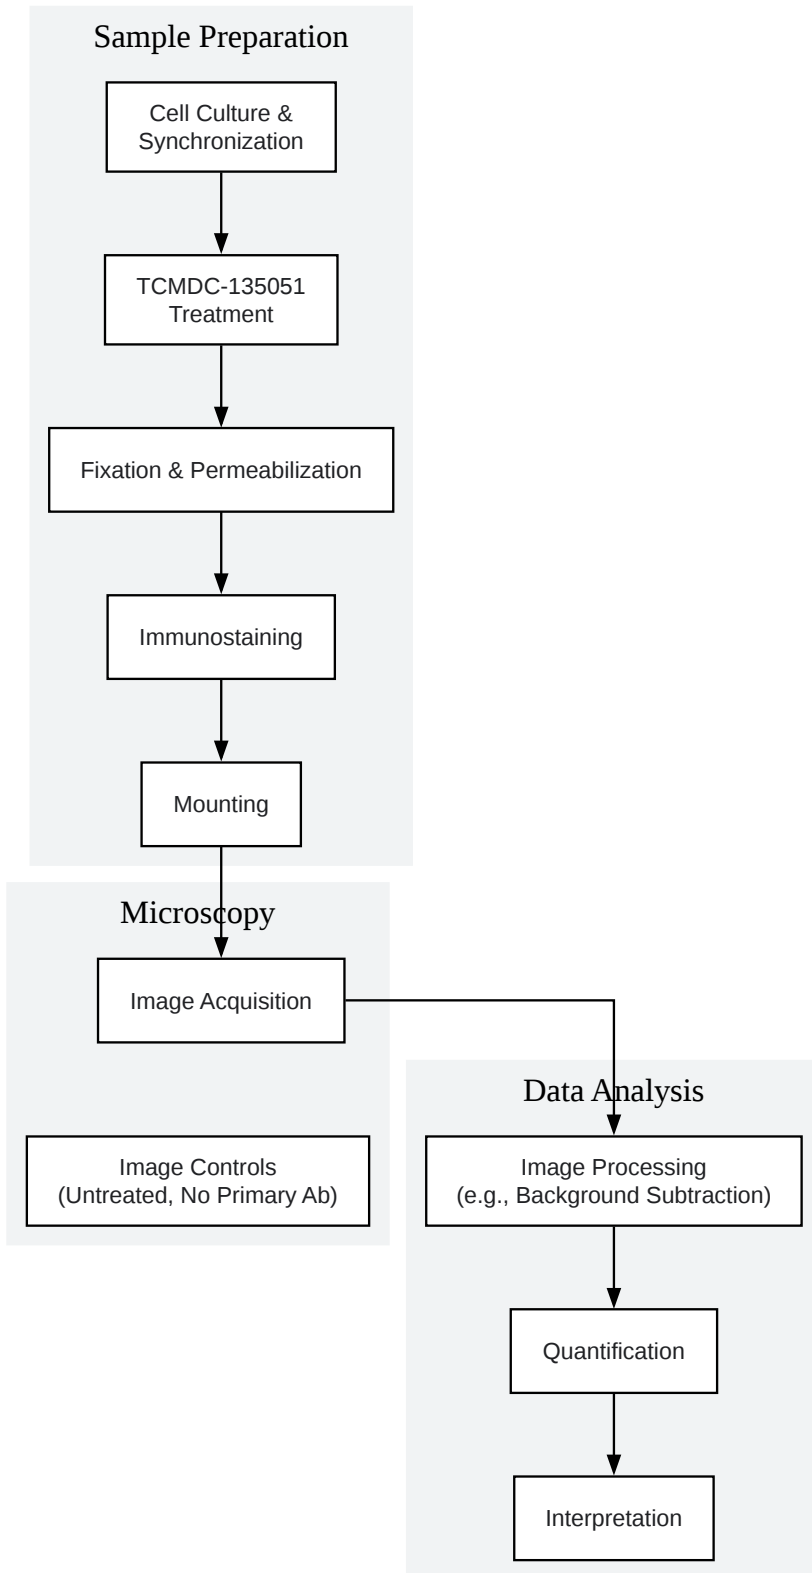 Sample Preparation
Cell Culture &
Synchronization
TCMDC-135051
Treatment
Fixation & Permeabilization
Immunostaining
Mounting
Microscopy
Image Acquisition
Image Controls
(Untreated, No Primary Ab)
Data Analysis
Image Processing
(e.g., Background Subtraction)
Quantification
Interpretation